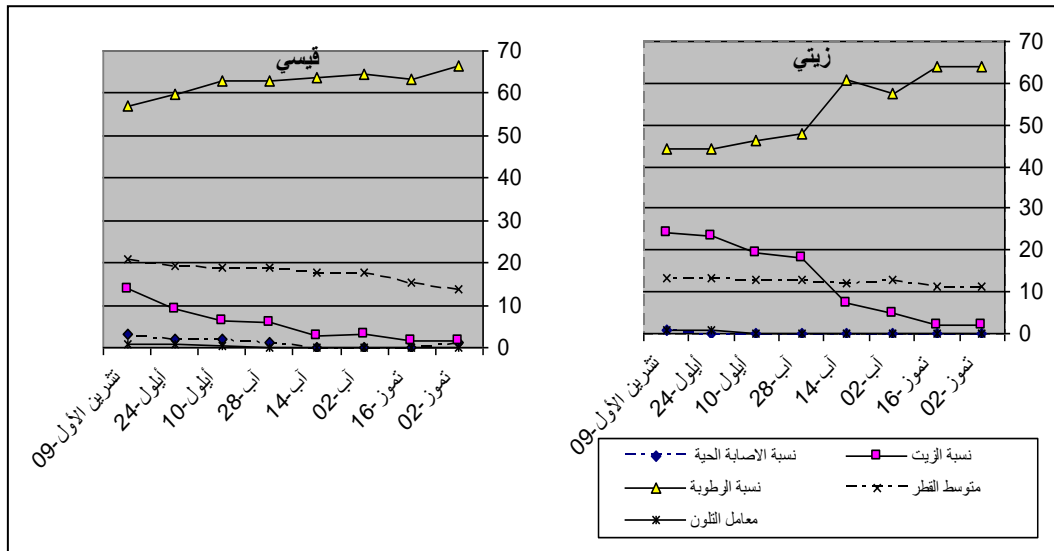 زيتي
70
60
50
40
30
20
10
0
02-تموز
16-تموز
02-آب
14-آب
28-آب
10-أيلول
24-أيلول
09-تشرين الأول
قيسي
70
60
50
40
30
20
10
0
02-تموز
16-تموز
02-آب
14-آب
28-آب
10-أيلول
24-أيلول
09-تشرين الأول
نسبة الزيت نسبة الاصابة الحية
متوسط القطر نسبة الرطوبة
معامل التلون